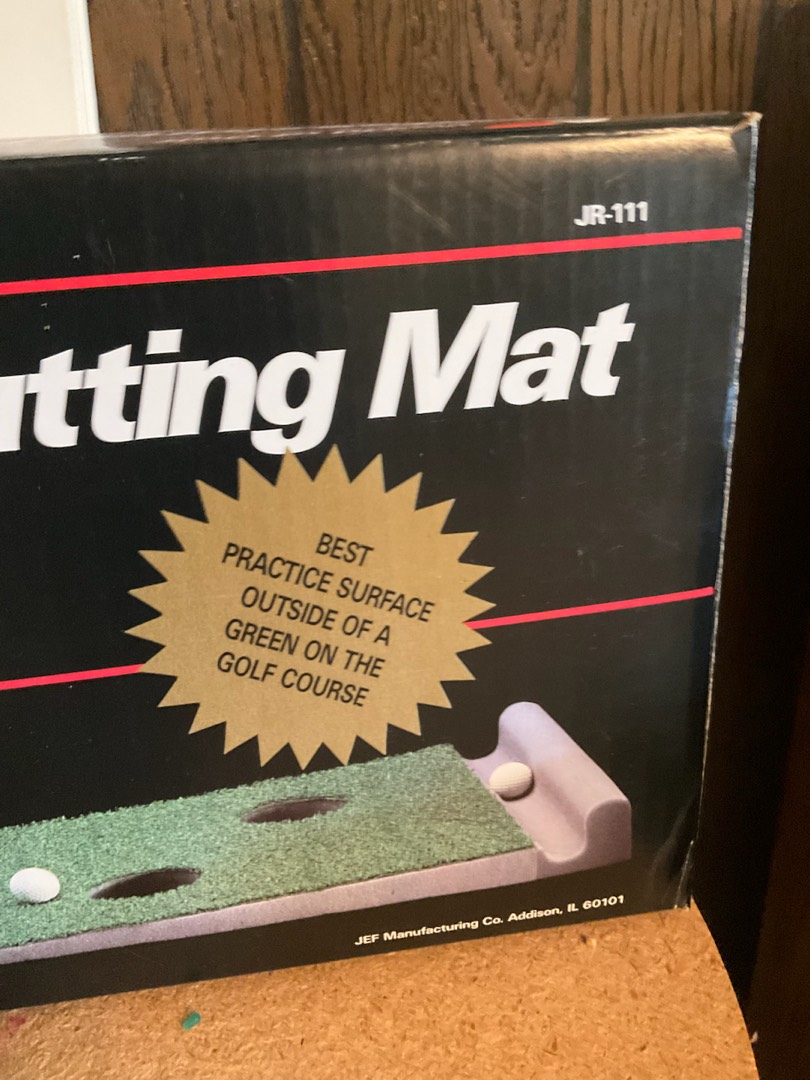 JR-111
utting Mat
BEST
PRACTICE SURFACE
OUTSIDE OF A
GREEN ON THE
GOLF COURSE
JEF Manufacturing Co. Addison, IL 60101